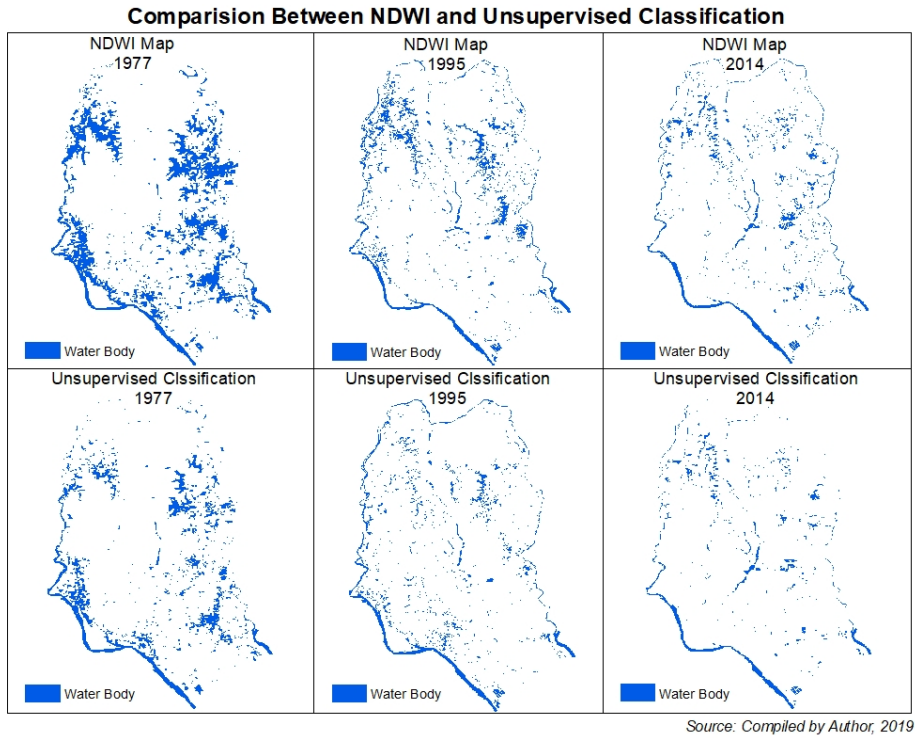 Comparision Between NDWI and Unsupervised Classification
NDWI Map
1977
NDWI Map
1995
NDWI Map
2014
Water Body
Water Body
Water Body
Unsupervised Clssification
1977
Unsupervised Clssification
1995
Unsupervised Clssification
2014
Water Body
Water Body
Water Body
Source: Compiled by Author, 2019